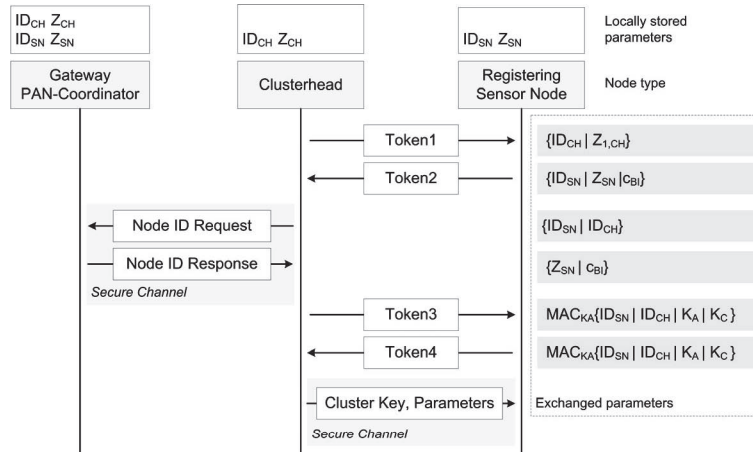 ID_CH Z_CH
ID_SN Z_SN
ID_CH Z_CH
ID_SN Z_SN
Locally stored
parameters
Gateway
PAN-Coordinator
Clusterhead
Registering
Sensor Node
Node type
Token1
{ID_CH | Z_1,CH}
Token2
{ID_SN | Z_SN |c_BI}
Node ID Request
{ID_SN | ID_CH}
Node ID Response
{Z_SN | c_BI}
Secure Channel
Token3
MAC_KA{ID_SN | ID_CH | K_A | K_C }
Token4
MAC_KA{ID_SN | ID_CH | K_A | K_C }
Cluster Key, Parameters
Exchanged parameters
Secure Channel